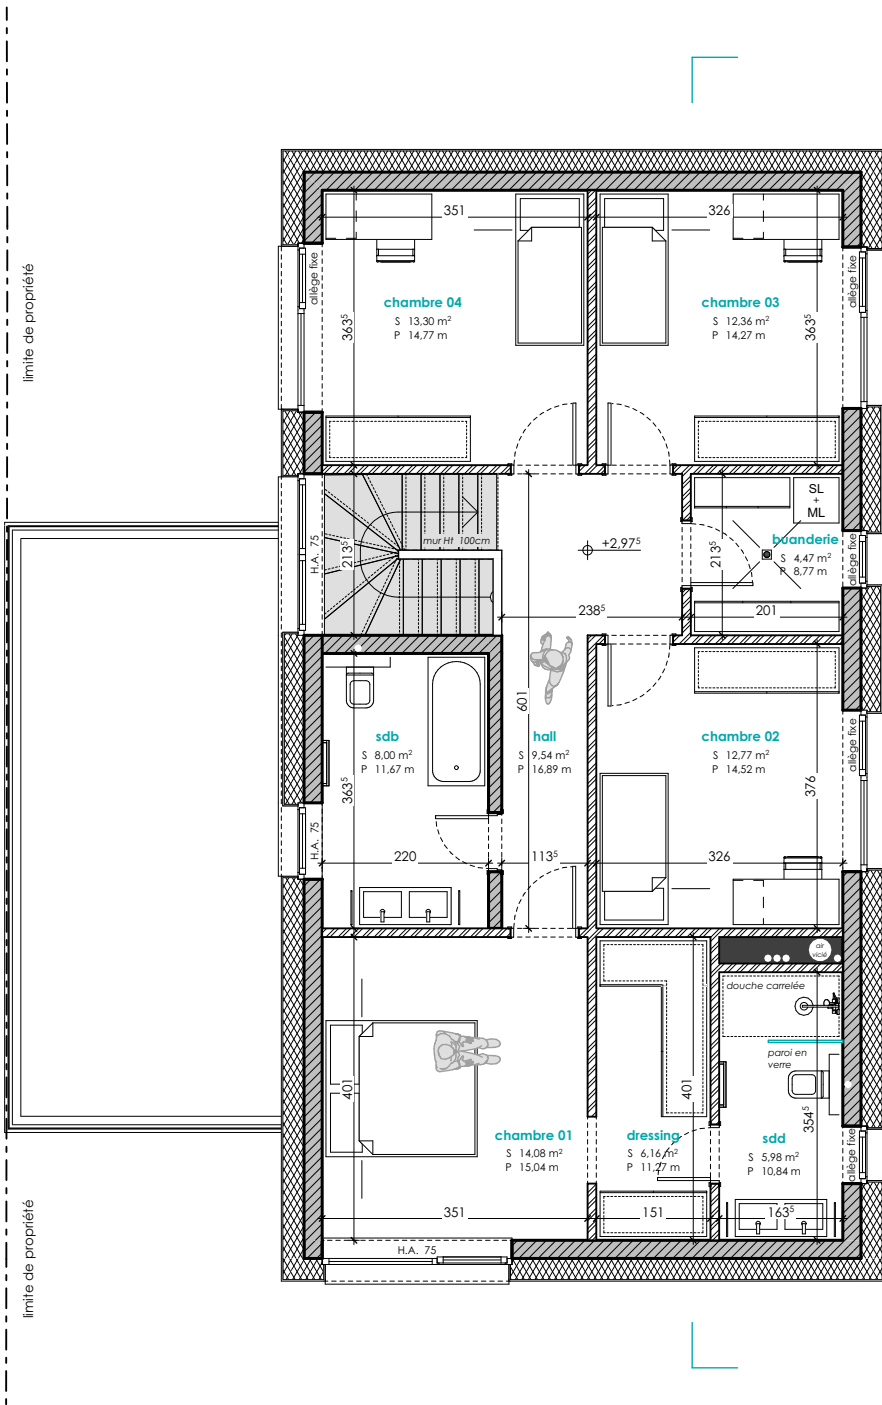 limite de propriété
351
326
allège fixe
allège fixe
chambre 04
S 13,30 m²
P 14,77 m
363⁵
chambre 03
S 12,36 m²
P 14,27 m
363⁵
H.A. 75
213⁵
mur Ht 100cm
+2,97⁵
213⁵
SL
+
ML
buanderie
S 4,47 m²
P 8,77 m
allège fixe
238⁵
201
601
sdb
S 8,00 m²
P 11,67 m
363⁵
hall
S 9,54 m²
P 16,89 m
chambre 02
S 12,77 m²
P 14,52 m
376
allège fixe
H.A. 75
220
113⁵
326
air
vicié
douche carrelée
paroi en
verre
401
401
354⁵
chambre 01
S 14,08 m²
P 15,04 m
dressing
S 6,16 m²
P 11,27 m
sdd
S 5,98 m²
P 10,84 m
allège fixe
351
151
163⁵
H.A. 75
limite de propriété